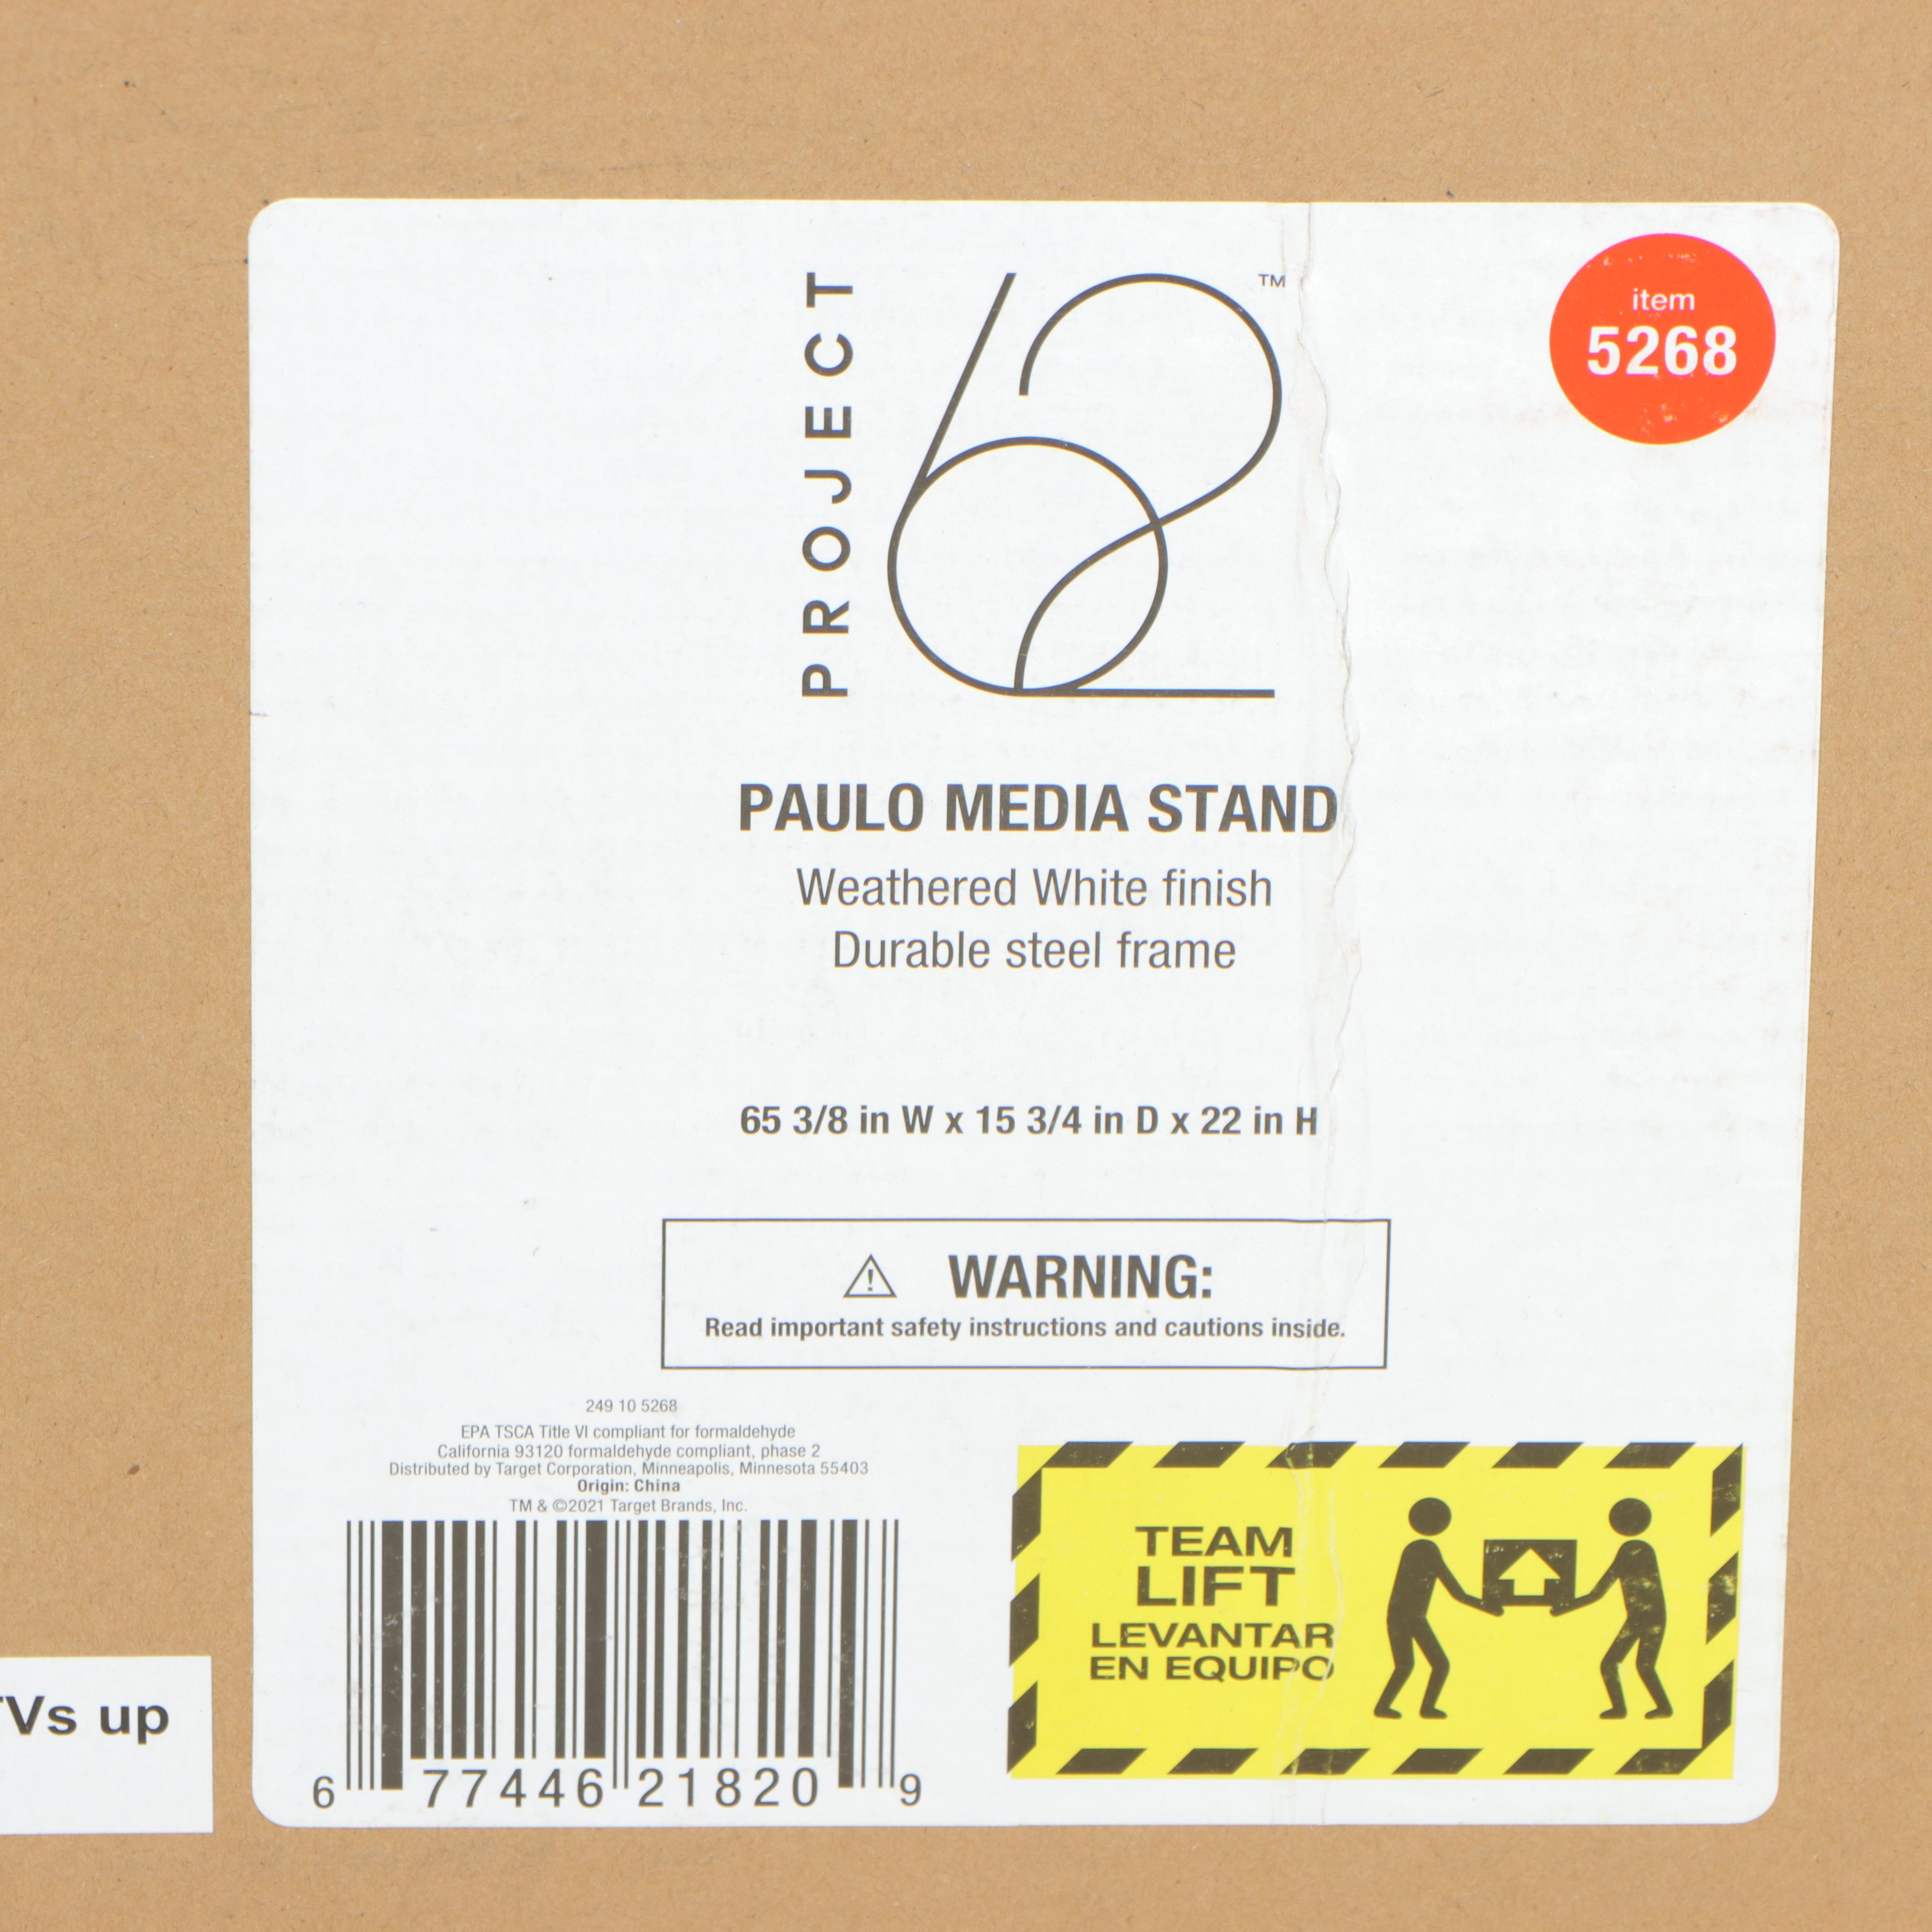 PROJECT
62
TM
item
5268
PAULO MEDIA STAND
Weathered White finish
Durable steel frame
65 3/8 in W x 15 3/4 in D x 22 in H
WARNING:
Read important safety instructions and cautions inside.
249 10 5268
EPA TSCA Title VI compliant for formaldehyde
California 93120 formaldehyde compliant, phase 2
Distributed by Target Corporation, Minneapolis, Minnesota 55403
Origin: China
TM & ©2021 Target Brands, Inc.
6 77446 21820 9
TEAM
LIFT
LEVANTAR
EN EQUIPO
TVs up